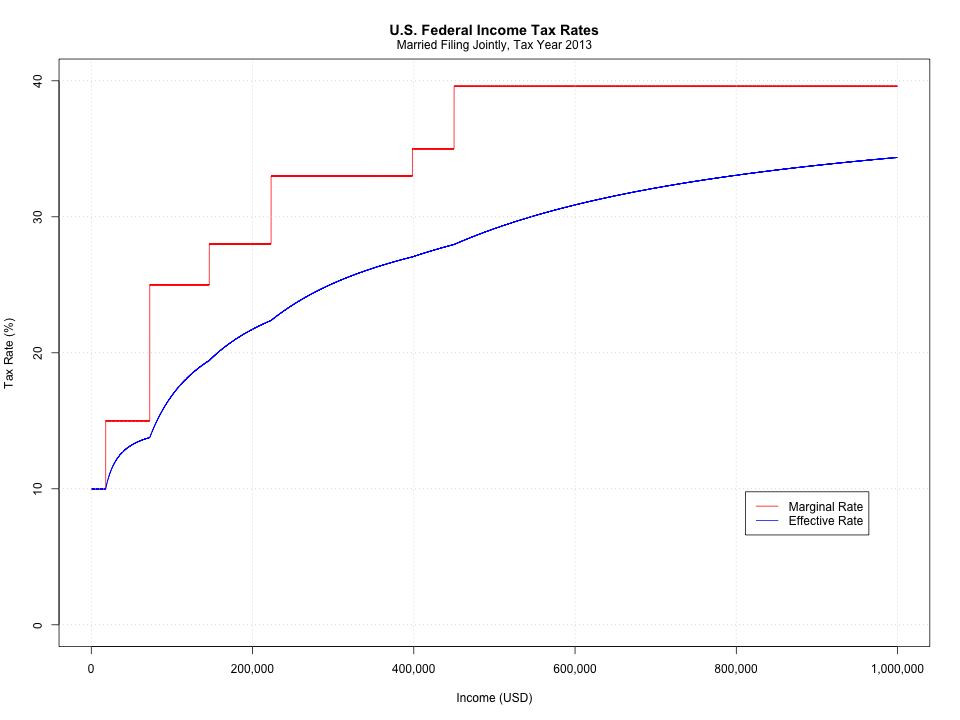 U.S. Federal Income Tax Rates
Married Filing Jointly, Tax Year 2013
Tax Rate (%)
40
30
20
10
0
Marginal Rate
Effective Rate
0
200,000
400,000
600,000
800,000
1,000,000
Income (USD)